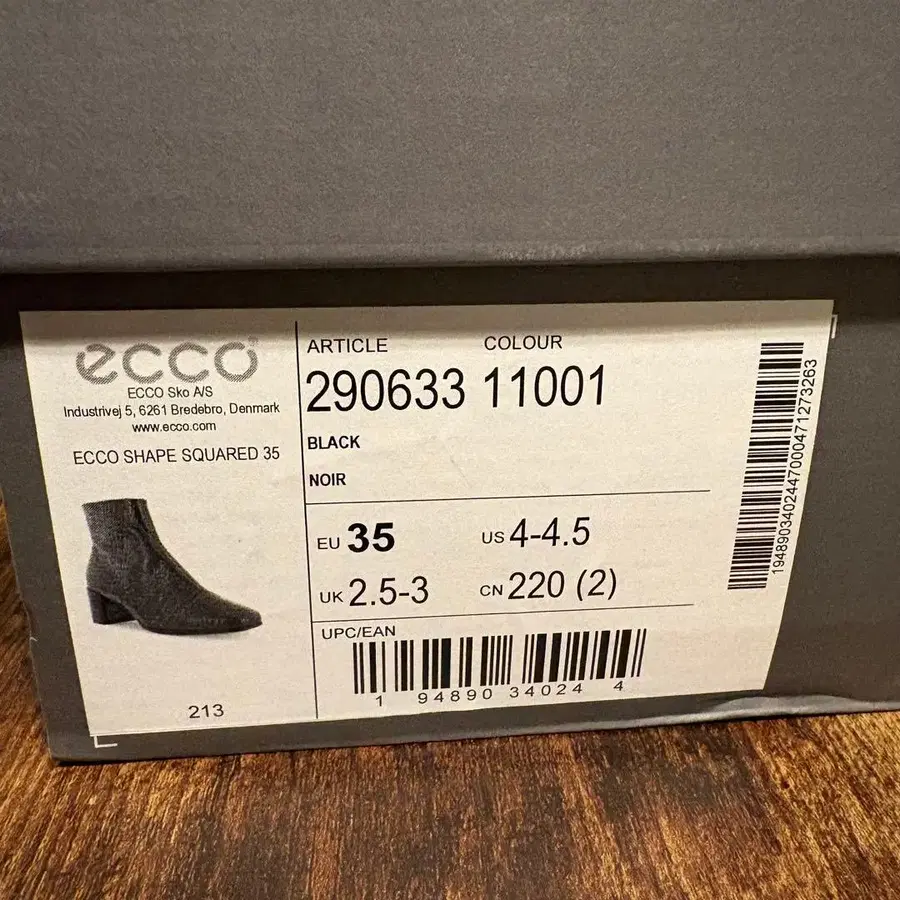 ecco
ECCO Sko A/S
Industrivej 5, 6261 Bredebro, Denmark
www.ecco.com
ECCO SHAPE SQUARED 35
213
ARTICLE COLOUR
290633 11001
BLACK
NOIR
EU 35 US 4-4.5
UK 2.5-3 CN 220 (2)
UPC/EAN
1 94890 34024 4
1948903402447000471273263